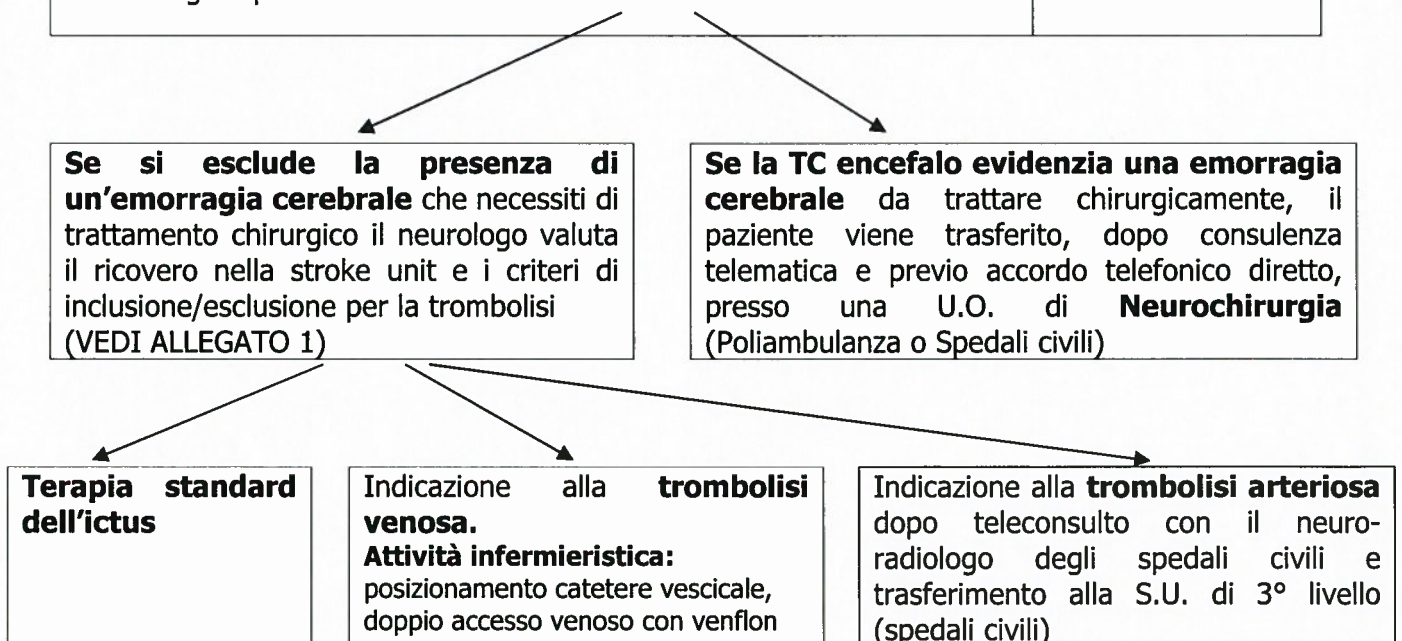 Se si esclude la presenza di
un'emorragia cerebrale che necessiti di
trattamento chirurgico il neurologo valuta
il ricovero nella stroke unit e i criteri di
inclusione/esclusione per la trombolisi
(VEDI ALLEGATO 1)
Se la TC encefalo evidenzia una emorragia
cerebrale da trattare chirurgicamente, il
paziente viene trasferito, dopo consulenza
telematica e previo accordo telefonico diretto,
presso una U.O. di Neurochirurgia
(Poliambulanza o Spedali civili)
Terapia standard
dell'ictus
Indicazione alla trombolisi
venosa.
Attività infermieristica:
posizionamento catetere vescicale,
doppio accesso venoso con venflon
Indicazione alla trombolisi arteriosa
dopo teleconsulto con il neuro-
radiologo degli spedali civili e
trasferimento alla S.U. di 3° livello
(spedali civili)